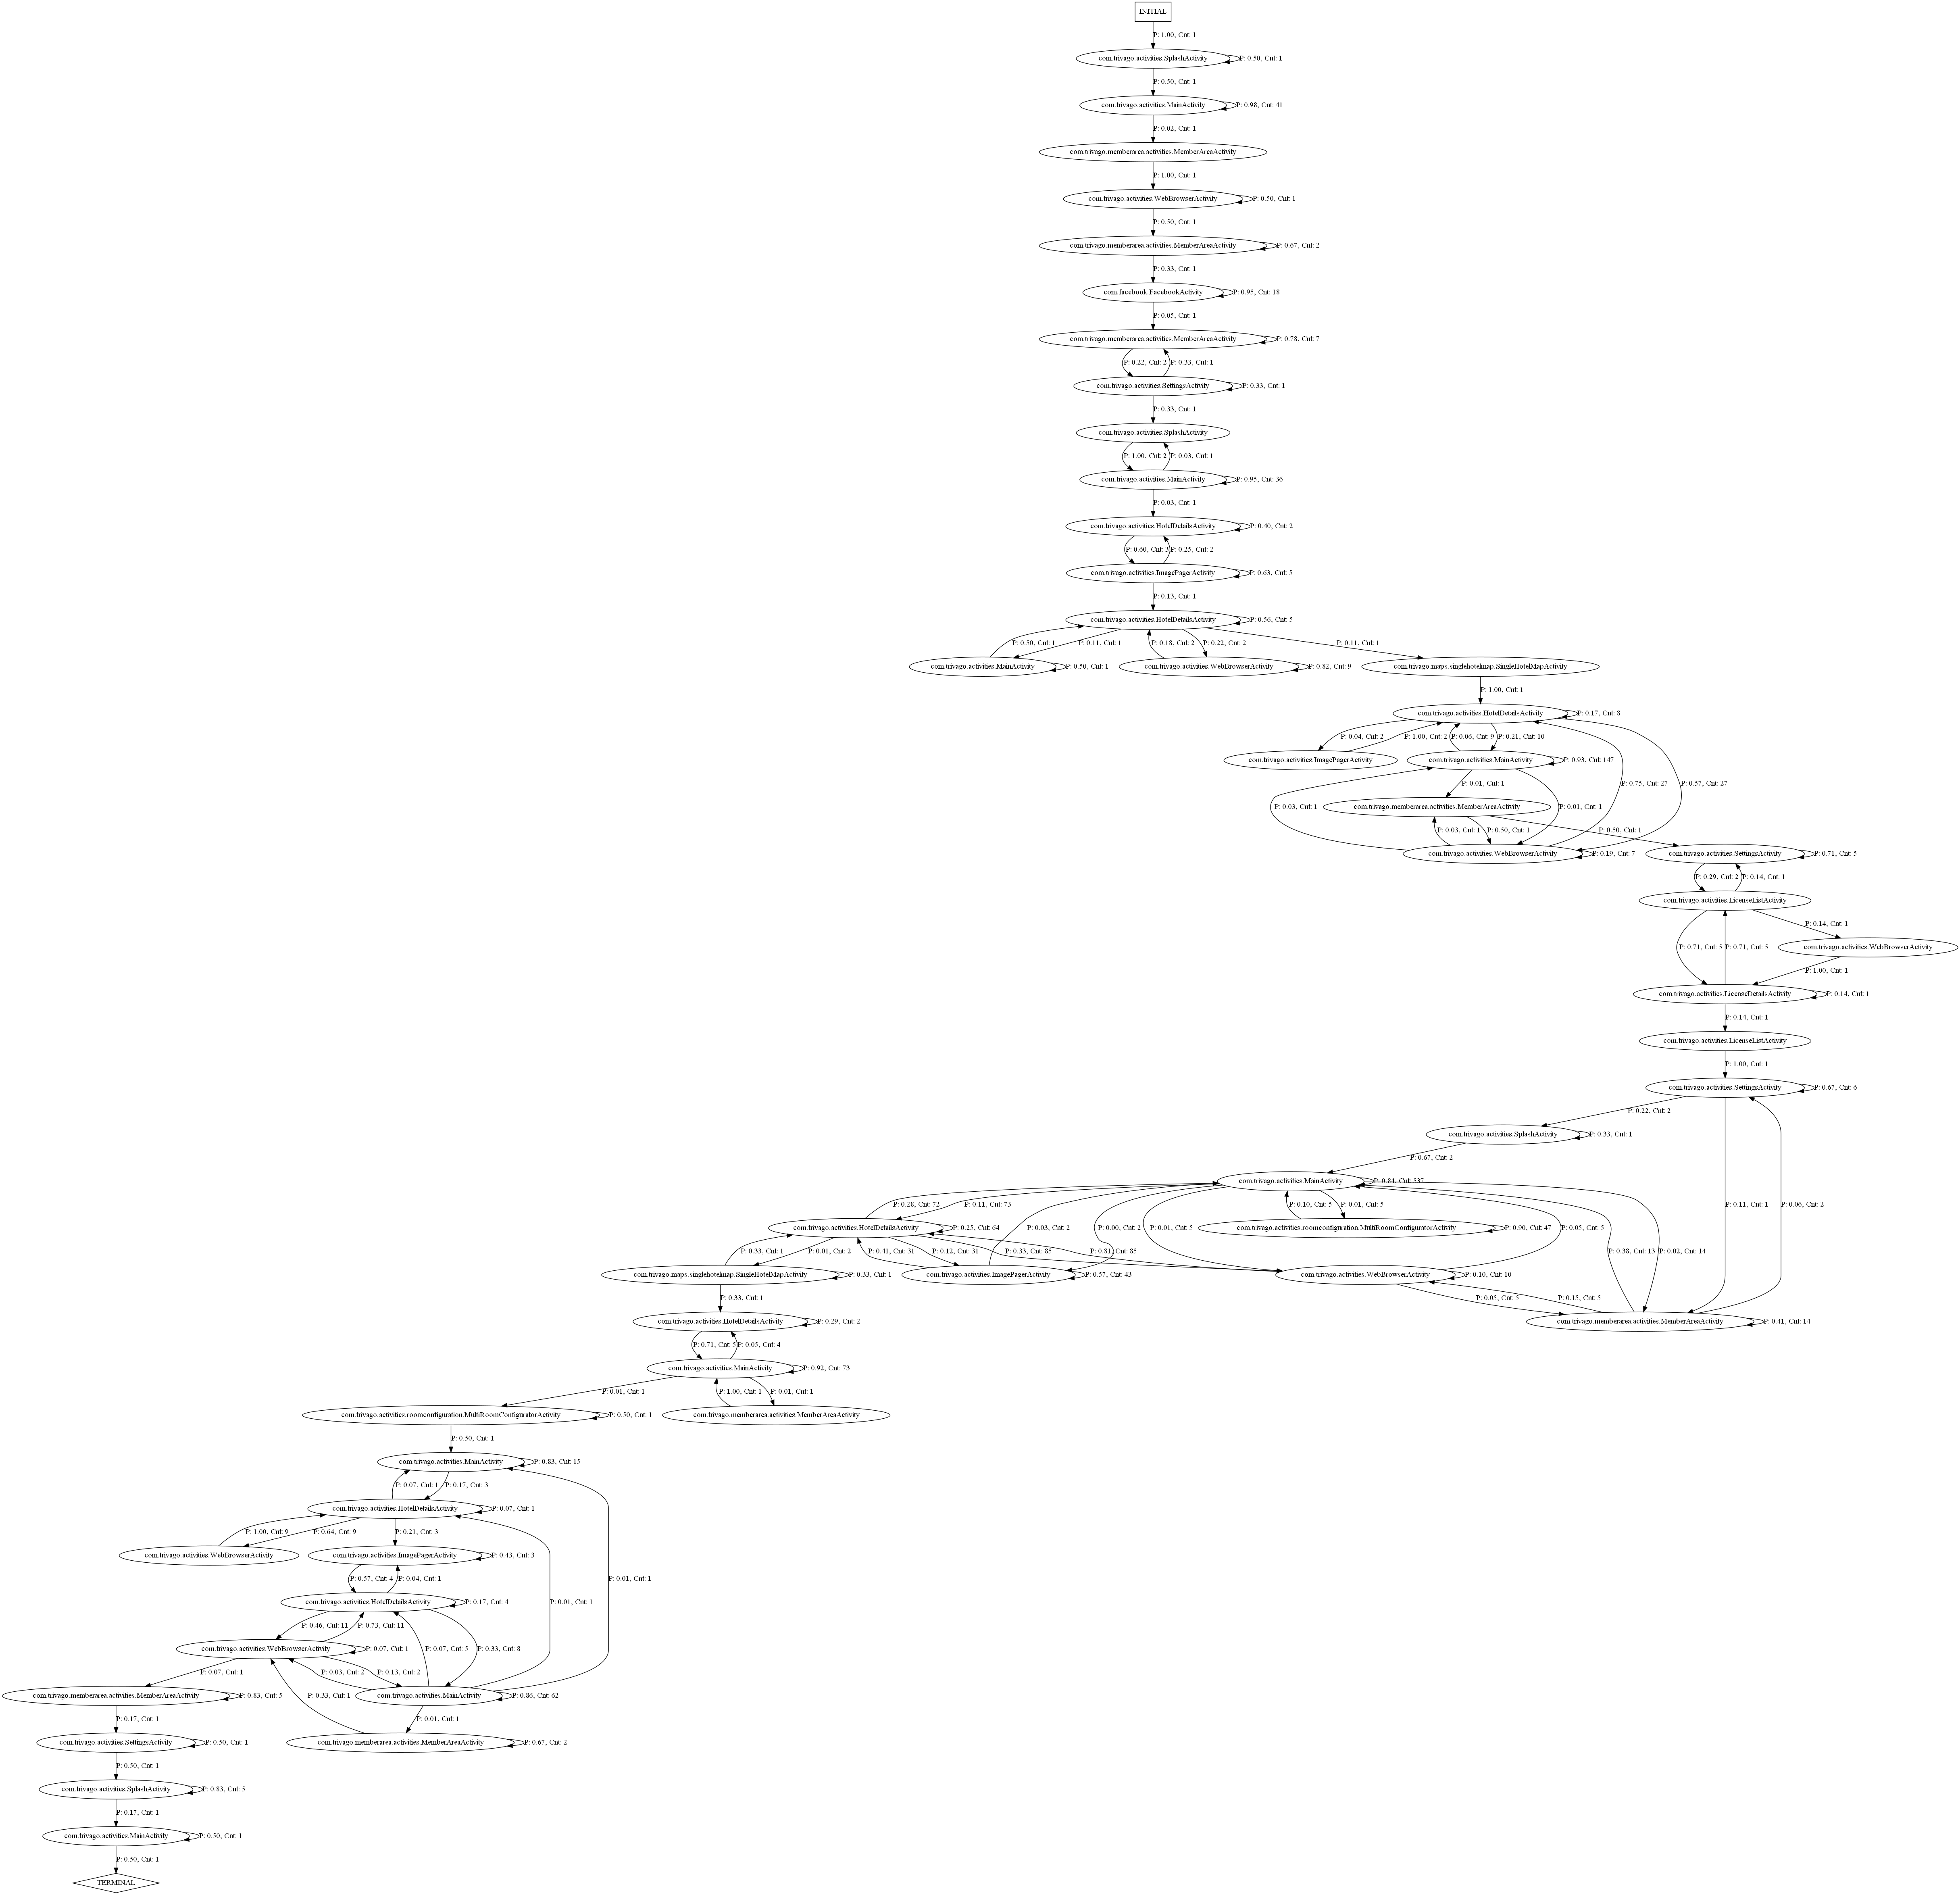 INITIAL
P: 1.00, Cnt: 1
com.trivago.activities.SplashActivity
P: 0.50, Cnt: 1
P: 0.50, Cnt: 1
com.trivago.activities.MainActivity
P: 0.98, Cnt: 41
P: 0.02, Cnt: 1
com.trivago.memberarea.activities.MemberAreaActivity
P: 1.00, Cnt: 1
com.trivago.activities.WebBrowserActivity
P: 0.50, Cnt: 1
P: 0.50, Cnt: 1
com.trivago.memberarea.activities.MemberAreaActivity
P: 0.67, Cnt: 2
P: 0.33, Cnt: 1
com.facebook.FacebookActivity
P: 0.95, Cnt: 18
P: 0.05, Cnt: 1
com.trivago.memberarea.activities.MemberAreaActivity
P: 0.78, Cnt: 7
P: 0.22, Cnt: 2
P: 0.33, Cnt: 1
com.trivago.activities.SettingsActivity
P: 0.33, Cnt: 1
P: 0.33, Cnt: 1
com.trivago.activities.SplashActivity
P: 1.00, Cnt: 2
P: 0.03, Cnt: 1
com.trivago.activities.MainActivity
P: 0.95, Cnt: 36
P: 0.03, Cnt: 1
com.trivago.activities.HotelDetailsActivity
P: 0.40, Cnt: 2
P: 0.60, Cnt: 3
P: 0.25, Cnt: 2
com.trivago.activities.ImagePagerActivity
P: 0.63, Cnt: 5
P: 0.13, Cnt: 1
com.trivago.activities.HotelDetailsActivity
P: 0.56, Cnt: 5
P: 0.50, Cnt: 1
P: 0.11, Cnt: 1
P: 0.18, Cnt: 2
P: 0.22, Cnt: 2
P: 0.11, Cnt: 1
com.trivago.activities.MainActivity
P: 0.50, Cnt: 1
com.trivago.activities.WebBrowserActivity
P: 0.82, Cnt: 9
com.trivago.maps.singlehotelmap.SingleHotelMapActivity
P: 1.00, Cnt: 1
com.trivago.activities.HotelDetailsActivity
P: 0.17, Cnt: 8
P: 0.04, Cnt: 2
P: 1.00, Cnt: 2
P: 0.06, Cnt: 9
P: 0.21, Cnt: 10
com.trivago.activities.ImagePagerActivity
com.trivago.activities.MainActivity
P: 0.93, Cnt: 147
P: 0.75, Cnt: 27
P: 0.57, Cnt: 27
P: 0.01, Cnt: 1
P: 0.03, Cnt: 1
com.trivago.memberarea.activities.MemberAreaActivity
P: 0.01, Cnt: 1
P: 0.03, Cnt: 1
P: 0.50, Cnt: 1
P: 0.50, Cnt: 1
com.trivago.activities.WebBrowserActivity
P: 0.19, Cnt: 7
com.trivago.activities.SettingsActivity
P: 0.71, Cnt: 5
P: 0.29, Cnt: 2
P: 0.14, Cnt: 1
com.trivago.activities.LicenseListActivity
P: 0.14, Cnt: 1
P: 0.71, Cnt: 5
P: 0.71, Cnt: 5
com.trivago.activities.WebBrowserActivity
P: 1.00, Cnt: 1
com.trivago.activities.LicenseDetailsActivity
P: 0.14, Cnt: 1
P: 0.14, Cnt: 1
com.trivago.activities.LicenseListActivity
P: 1.00, Cnt: 1
com.trivago.activities.SettingsActivity
P: 0.67, Cnt: 6
P: 0.22, Cnt: 2
com.trivago.activities.SplashActivity
P: 0.33, Cnt: 1
P: 0.67, Cnt: 2
com.trivago.activities.MainActivity
P: 0.84, Cnt: 537
P: 0.11, Cnt: 1
P: 0.06, Cnt: 2
P: 0.28, Cnt: 72
P: 0.11, Cnt: 73
P: 0.10, Cnt: 5
P: 0.01, Cnt: 5
com.trivago.activities.HotelDetailsActivity
P: 0.25, Cnt: 64
P: 0.03, Cnt: 2
P: 0.00, Cnt: 2
P: 0.01, Cnt: 5
com.trivago.activities.roomconfiguration.MultiRoomConfiguratorActivity
P: 0.90, Cnt: 47
P: 0.05, Cnt: 5
P: 0.33, Cnt: 1
P: 0.01, Cnt: 2
P: 0.41, Cnt: 31
P: 0.12, Cnt: 31
P: 0.33, Cnt: 85
P: 0.81, Cnt: 85
P: 0.38, Cnt: 13
P: 0.02, Cnt: 14
com.trivago.maps.singlehotelmap.SingleHotelMapActivity
P: 0.33, Cnt: 1
com.trivago.activities.ImagePagerActivity
P: 0.57, Cnt: 43
com.trivago.activities.WebBrowserActivity
P: 0.10, Cnt: 10
P: 0.33, Cnt: 1
P: 0.05, Cnt: 5
P: 0.15, Cnt: 5
com.trivago.activities.HotelDetailsActivity
P: 0.29, Cnt: 2
com.trivago.memberarea.activities.MemberAreaActivity
P: 0.41, Cnt: 14
P: 0.71, Cnt: 5
P: 0.05, Cnt: 4
com.trivago.activities.MainActivity
P: 0.92, Cnt: 73
P: 0.01, Cnt: 1
P: 1.00, Cnt: 1
P: 0.01, Cnt: 1
com.trivago.activities.roomconfiguration.MultiRoomConfiguratorActivity
P: 0.50, Cnt: 1
com.trivago.memberarea.activities.MemberAreaActivity
P: 0.50, Cnt: 1
com.trivago.activities.MainActivity
P: 0.83, Cnt: 15
P: 0.07, Cnt: 1
P: 0.17, Cnt: 3
com.trivago.activities.HotelDetailsActivity
P: 0.07, Cnt: 1
P: 1.00, Cnt: 9
P: 0.64, Cnt: 9
P: 0.21, Cnt: 3
com.trivago.activities.WebBrowserActivity
com.trivago.activities.ImagePagerActivity
P: 0.43, Cnt: 3
P: 0.57, Cnt: 4
P: 0.04, Cnt: 1
P: 0.01, Cnt: 1
P: 0.01, Cnt: 1
com.trivago.activities.HotelDetailsActivity
P: 0.17, Cnt: 4
P: 0.46, Cnt: 11
P: 0.73, Cnt: 11
P: 0.07, Cnt: 5
P: 0.33, Cnt: 8
com.trivago.activities.WebBrowserActivity
P: 0.07, Cnt: 1
P: 0.07, Cnt: 1
P: 0.03, Cnt: 2
P: 0.13, Cnt: 2
com.trivago.memberarea.activities.MemberAreaActivity
P: 0.83, Cnt: 5
P: 0.33, Cnt: 1
com.trivago.activities.MainActivity
P: 0.86, Cnt: 62
P: 0.17, Cnt: 1
P: 0.01, Cnt: 1
com.trivago.activities.SettingsActivity
P: 0.50, Cnt: 1
com.trivago.memberarea.activities.MemberAreaActivity
P: 0.67, Cnt: 2
P: 0.50, Cnt: 1
com.trivago.activities.SplashActivity
P: 0.83, Cnt: 5
P: 0.17, Cnt: 1
com.trivago.activities.MainActivity
P: 0.50, Cnt: 1
P: 0.50, Cnt: 1
TERMINAL